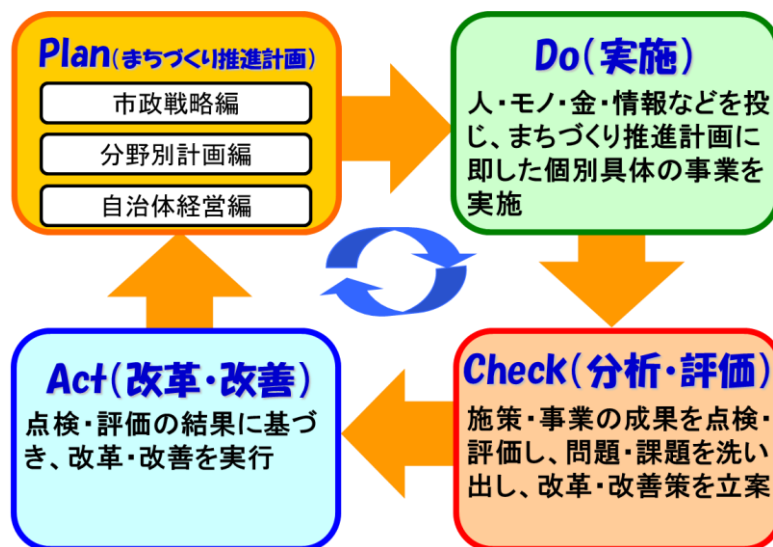 Plan(まちづくり推進計画)
市政戦略編
分野別計画編
自治体経営編
Do(実施)
人・モノ・金・情報などを投
じ、まちづくり推進計画に
即した個別具体の事業を
実施
Check(分析・評価)
施策・事業の成果を点検・
評価し、問題・課題を洗い
出し、改革・改善策を立案
Act(改革・改善)
点検・評価の結果に基づ
き、改革・改善を実行